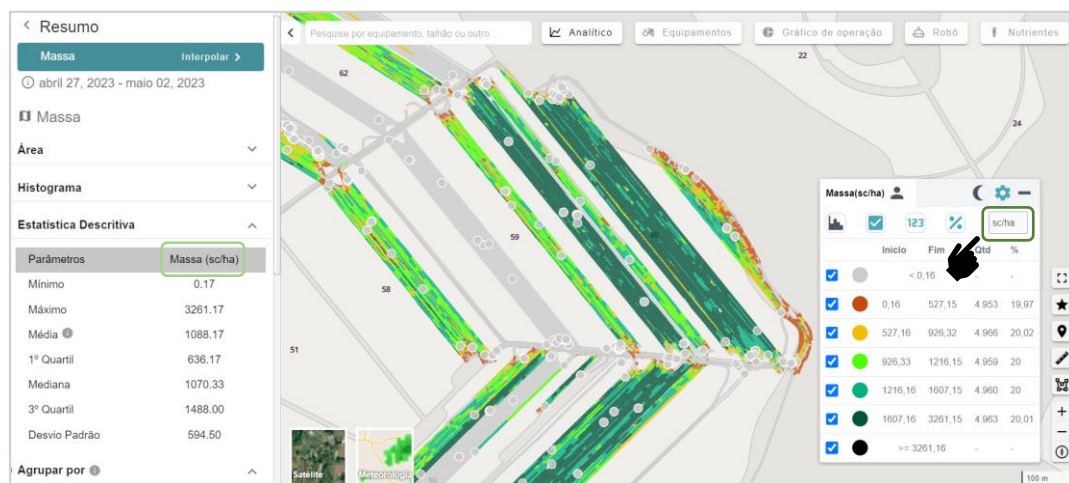 Resumo
Massa Interpolar >
abril 27, 2023 - maio 02, 2023
Massa
Área
Histograma
Estatística Descritiva
Parâmetros Massa (sc/ha)
Mínimo 0.17
Máximo 3261.17
Média 1088.17
1º Quartil 636.17
Mediana 1070.33
3º Quartil 1488.00
Desvio Padrão 594.50
Agrupar por
Pesquise por equipamento, talhão ou outro...
Analítico
Equipamentos
Gráfico de operação
Robô
Nutrientes
22
62
24
59
60
58
51
Satélite
Meteorologia
Massa(sc/ha)
123 % sc/ha
Início Fim Qtd %
< 0,16 - -
0,16 527,15 4.953 19,97
527,16 926,32 4.966 20,02
926,33 1216,15 4.959 20
1216,16 1607,15 4.960 20
1607,16 3261,15 4.963 20,01
>= 3261,16 - -
+
−
100 m